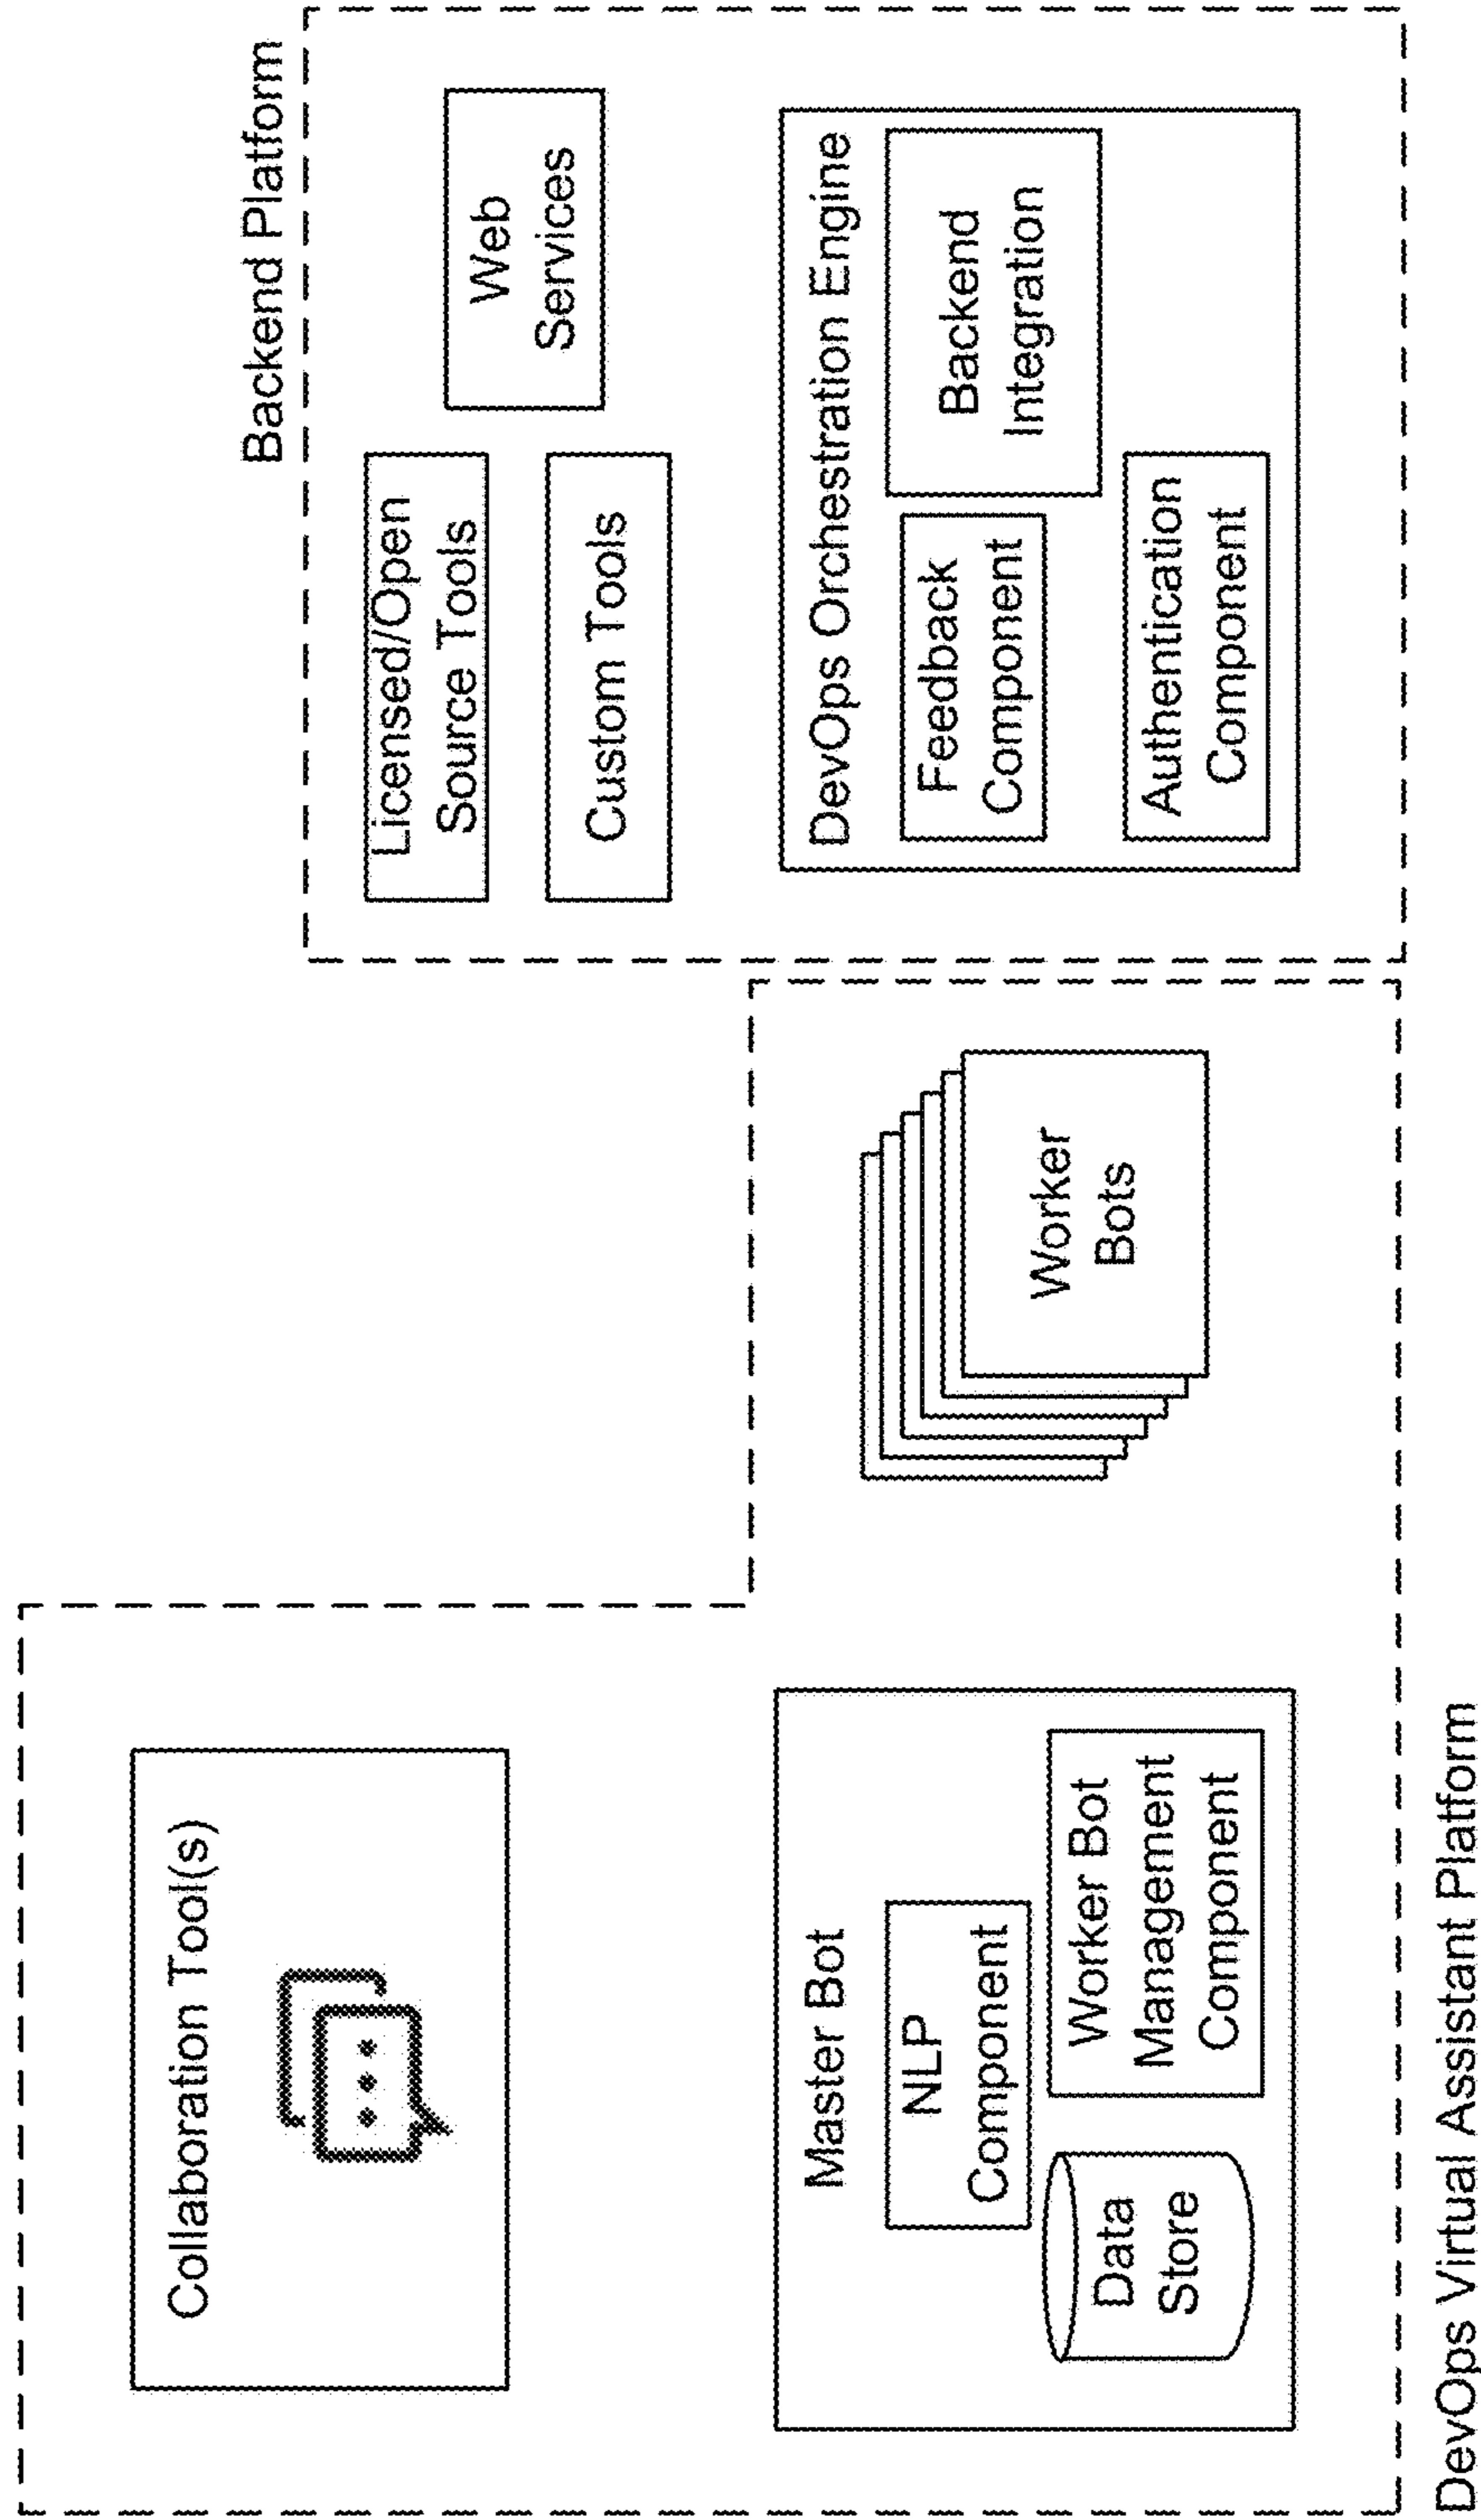 Collaboration Tool(s)
Master Bot
NLP
Component
Data
Store
Worker Bot
Management
Component
Worker
Bots
DevOps Virtual Assistant Platform
Backend Platform
Licensed/Open
Source Tools
Custom Tools
Web
Services
DevOps Orchestration Engine
Feedback
Component
Backend
Integration
Authentication
Component